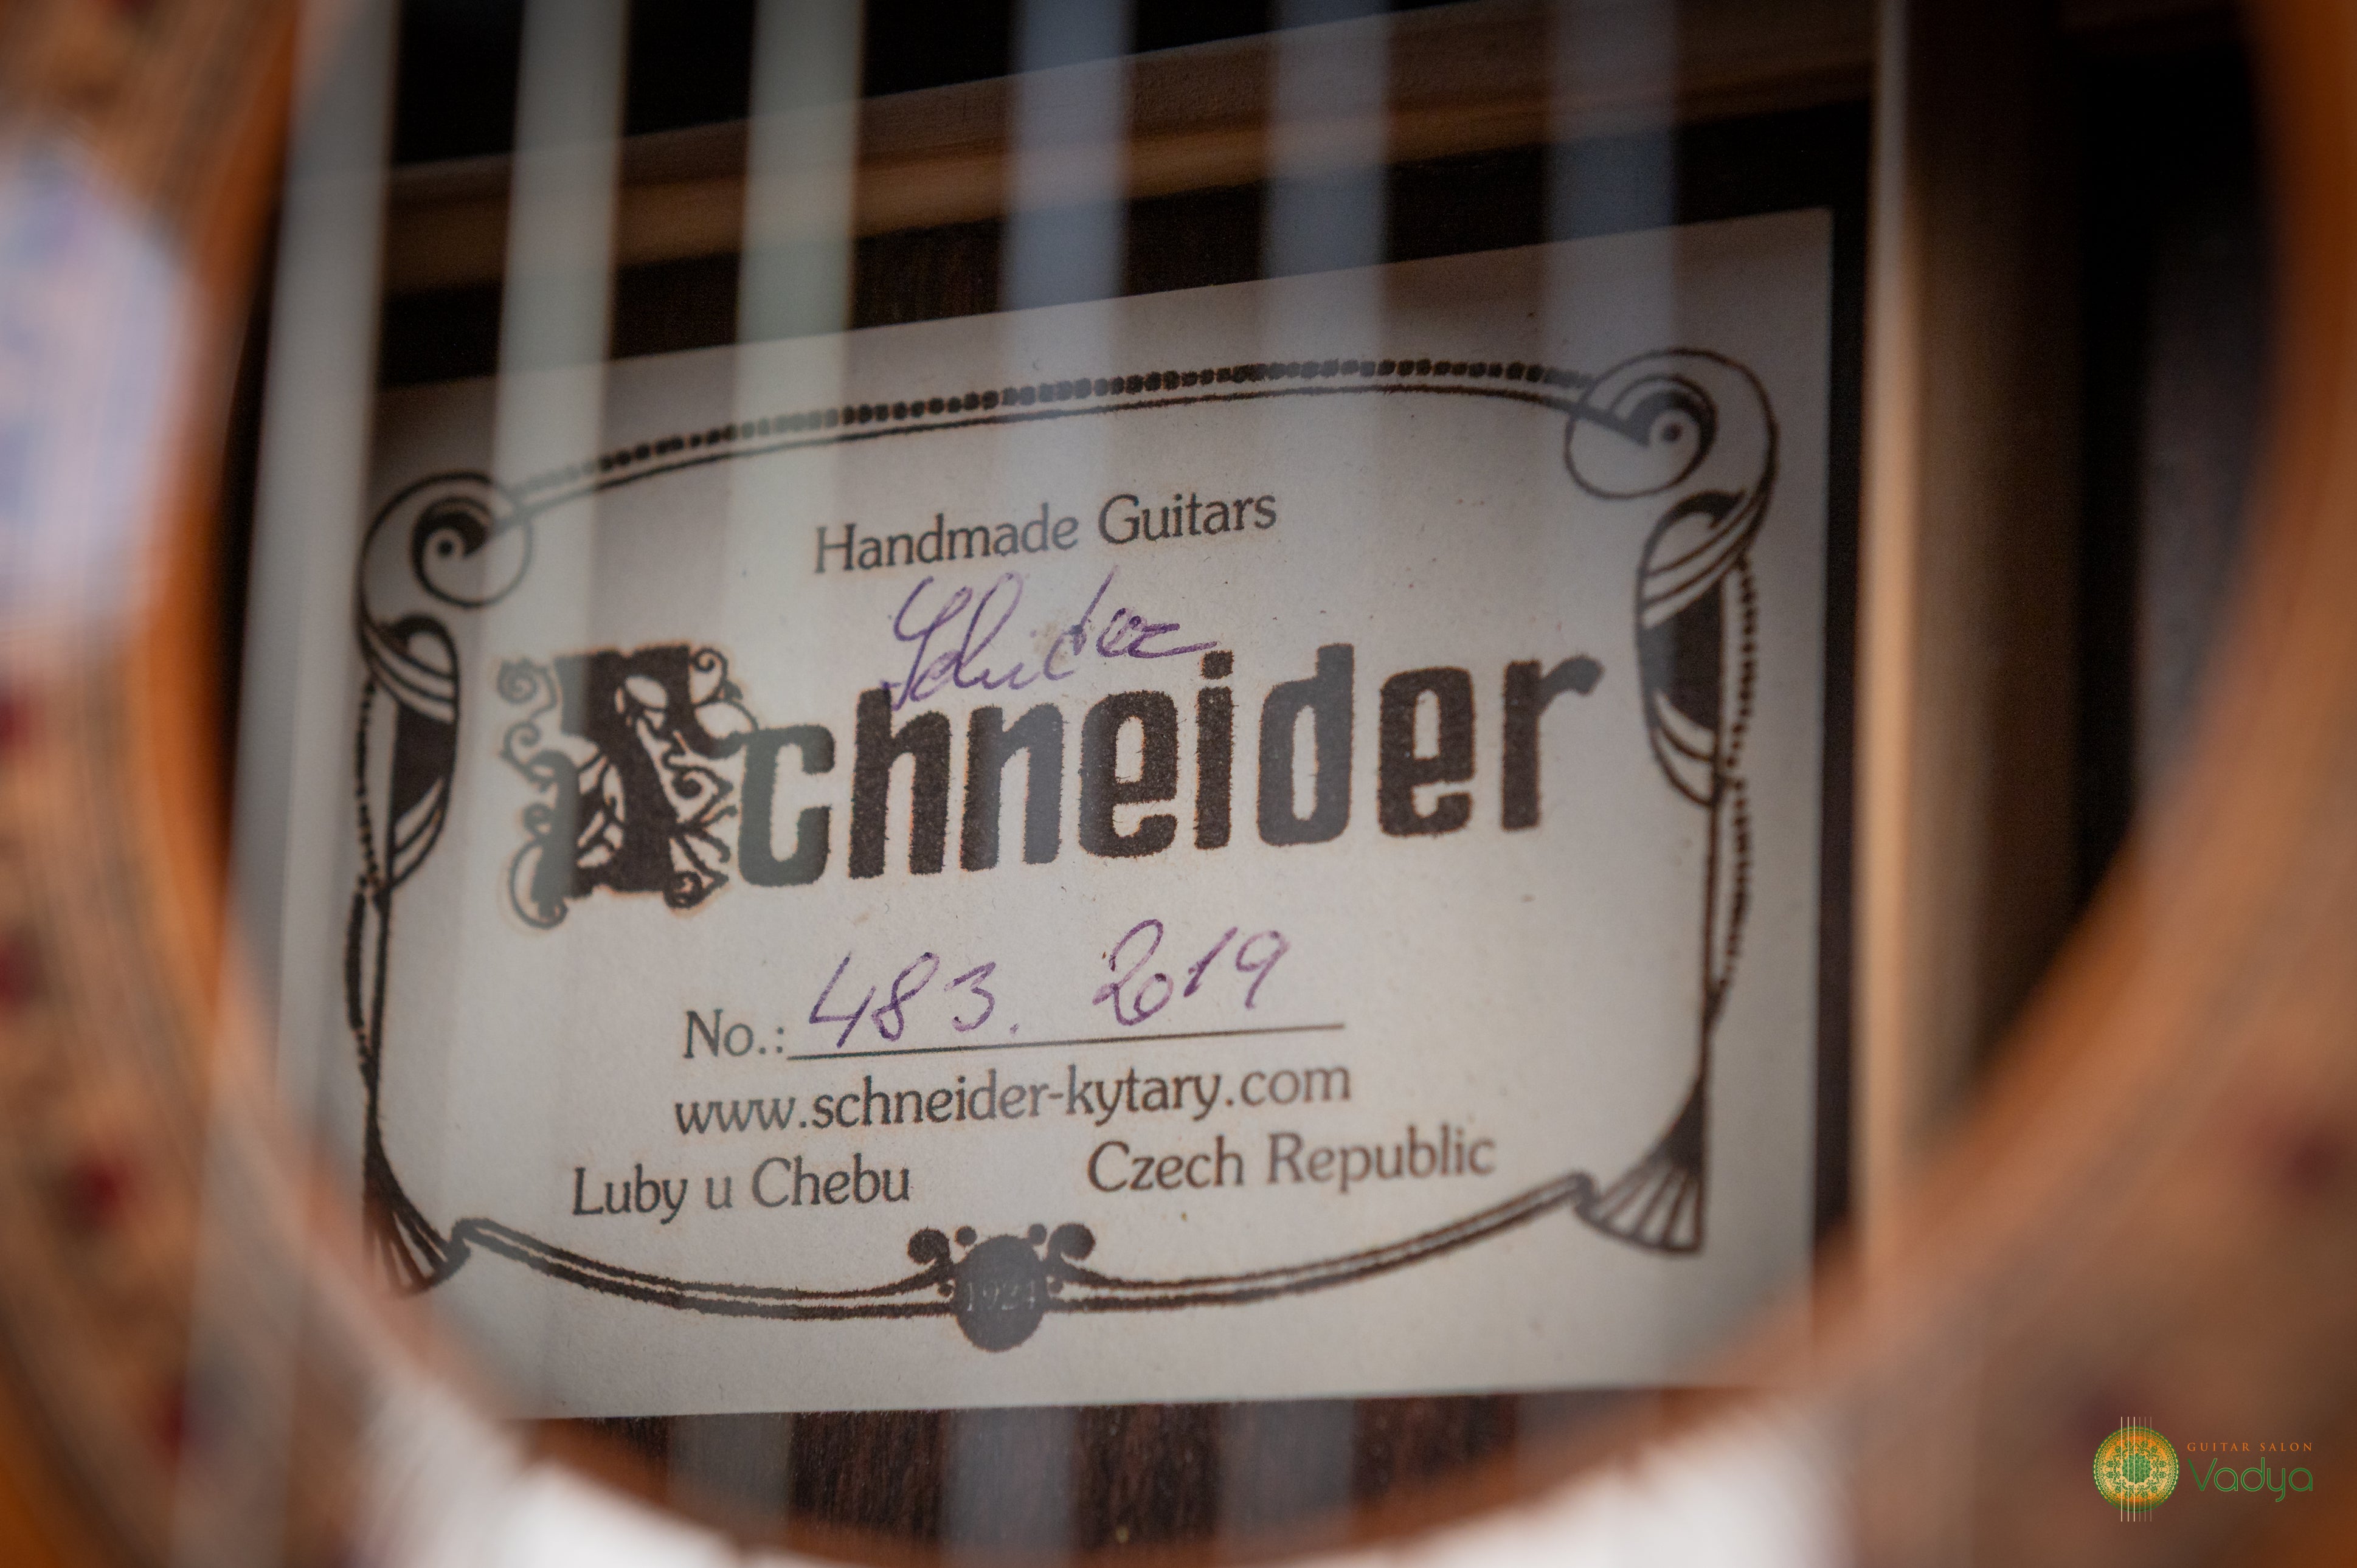 Handmade Guitars
Schneider
No.: 483. 2019
www.schneider-kytary.com
Luby u Chebu Czech Republic
1924
GUITAR SALON
Vadya